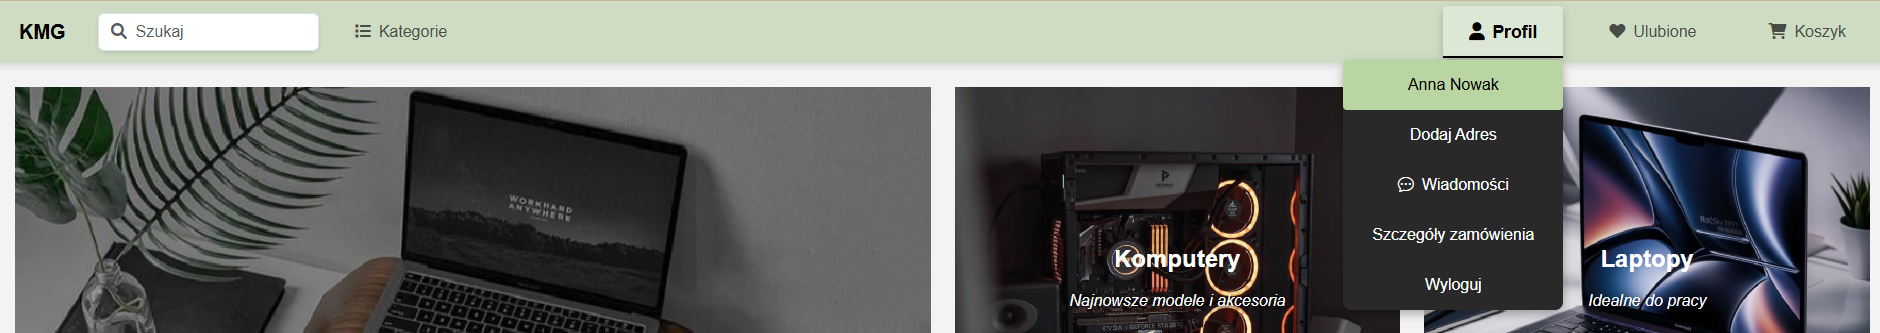 KMG
Szukaj
Kategorie
Profil
Ulubione
Koszyk
Anna Nowak
Dodaj Adres
Wiadomości
Szczegóły zamówienia
Wyloguj
WORKHARD
ANYWHERE
Komputery
Najnowsze modele i akcesoria
Laptopy
Idealne do pracy